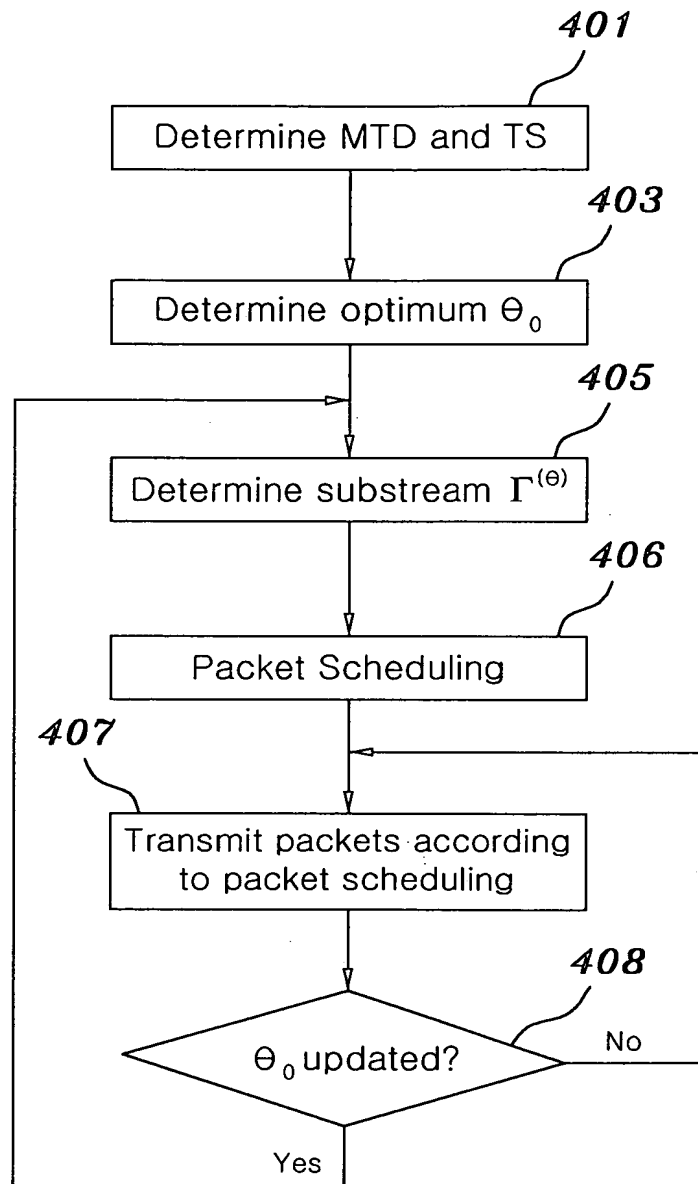 401
Determine MTD and TS
403
Determine optimum Θ₀
405
Determine substream Γ⁽ᶿ⁾
406
Packet Scheduling
407
Transmit packets according
to packet scheduling
408
Θ₀ updated?
No
Yes